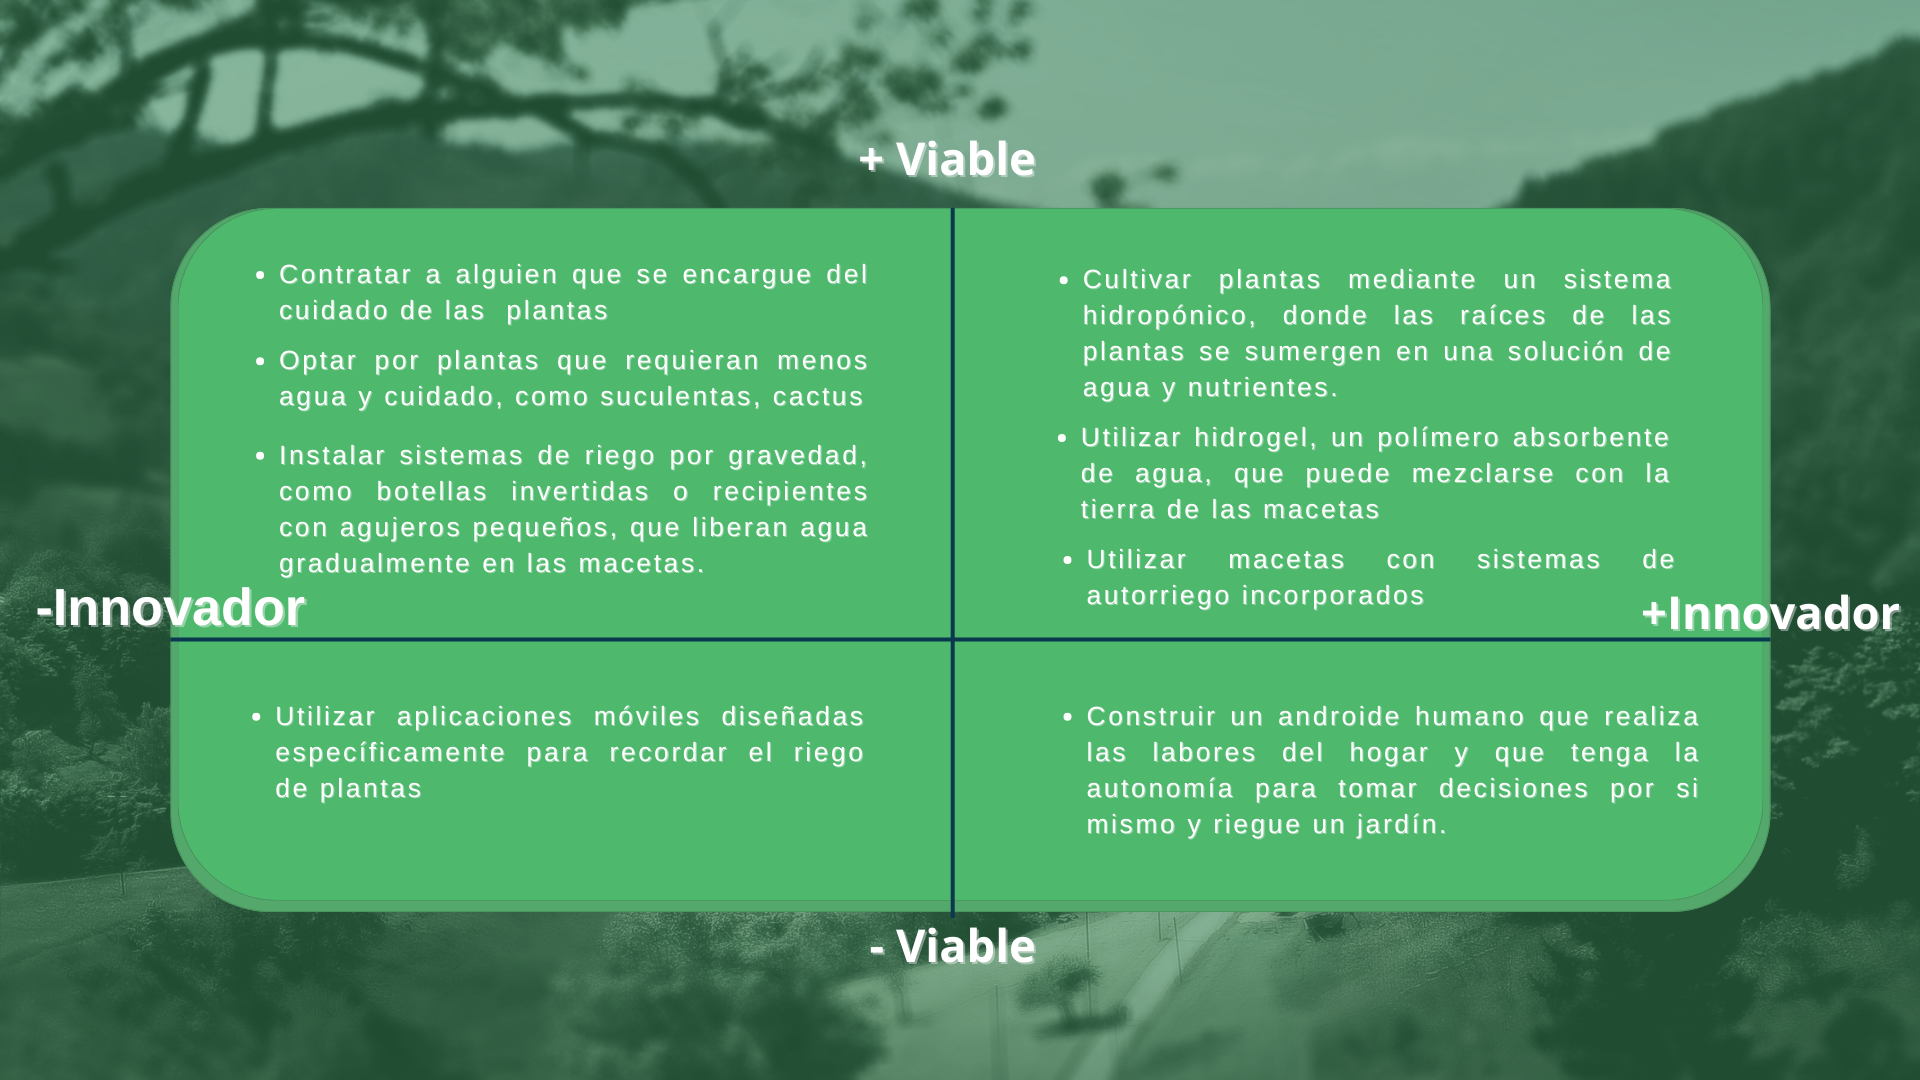 + Viable
Contratar a alguien que se encargue del
cuidado de las plantas
Optar por plantas que requieran menos
agua y cuidado, como suculentas, cactus
Instalar sistemas de riego por gravedad,
como botellas invertidas o recipientes
con agujeros pequeños, que liberan agua
gradualmente en las macetas.
Cultivar plantas mediante un sistema
hidropónico, donde las raíces de las
plantas se sumergen en una solución de
agua y nutrientes.
Utilizar hidrogel, un polímero absorbente
de agua, que puede mezclarse con la
tierra de las macetas
Utilizar macetas con sistemas de
autorriego incorporados
-Innovador
+Innovador
Utilizar aplicaciones móviles diseñadas
específicamente para recordar el riego
de plantas
Construir un androide humano que realiza
las labores del hogar y que tenga la
autonomía para tomar decisiones por si
mismo y riegue un jardín.
- Viable